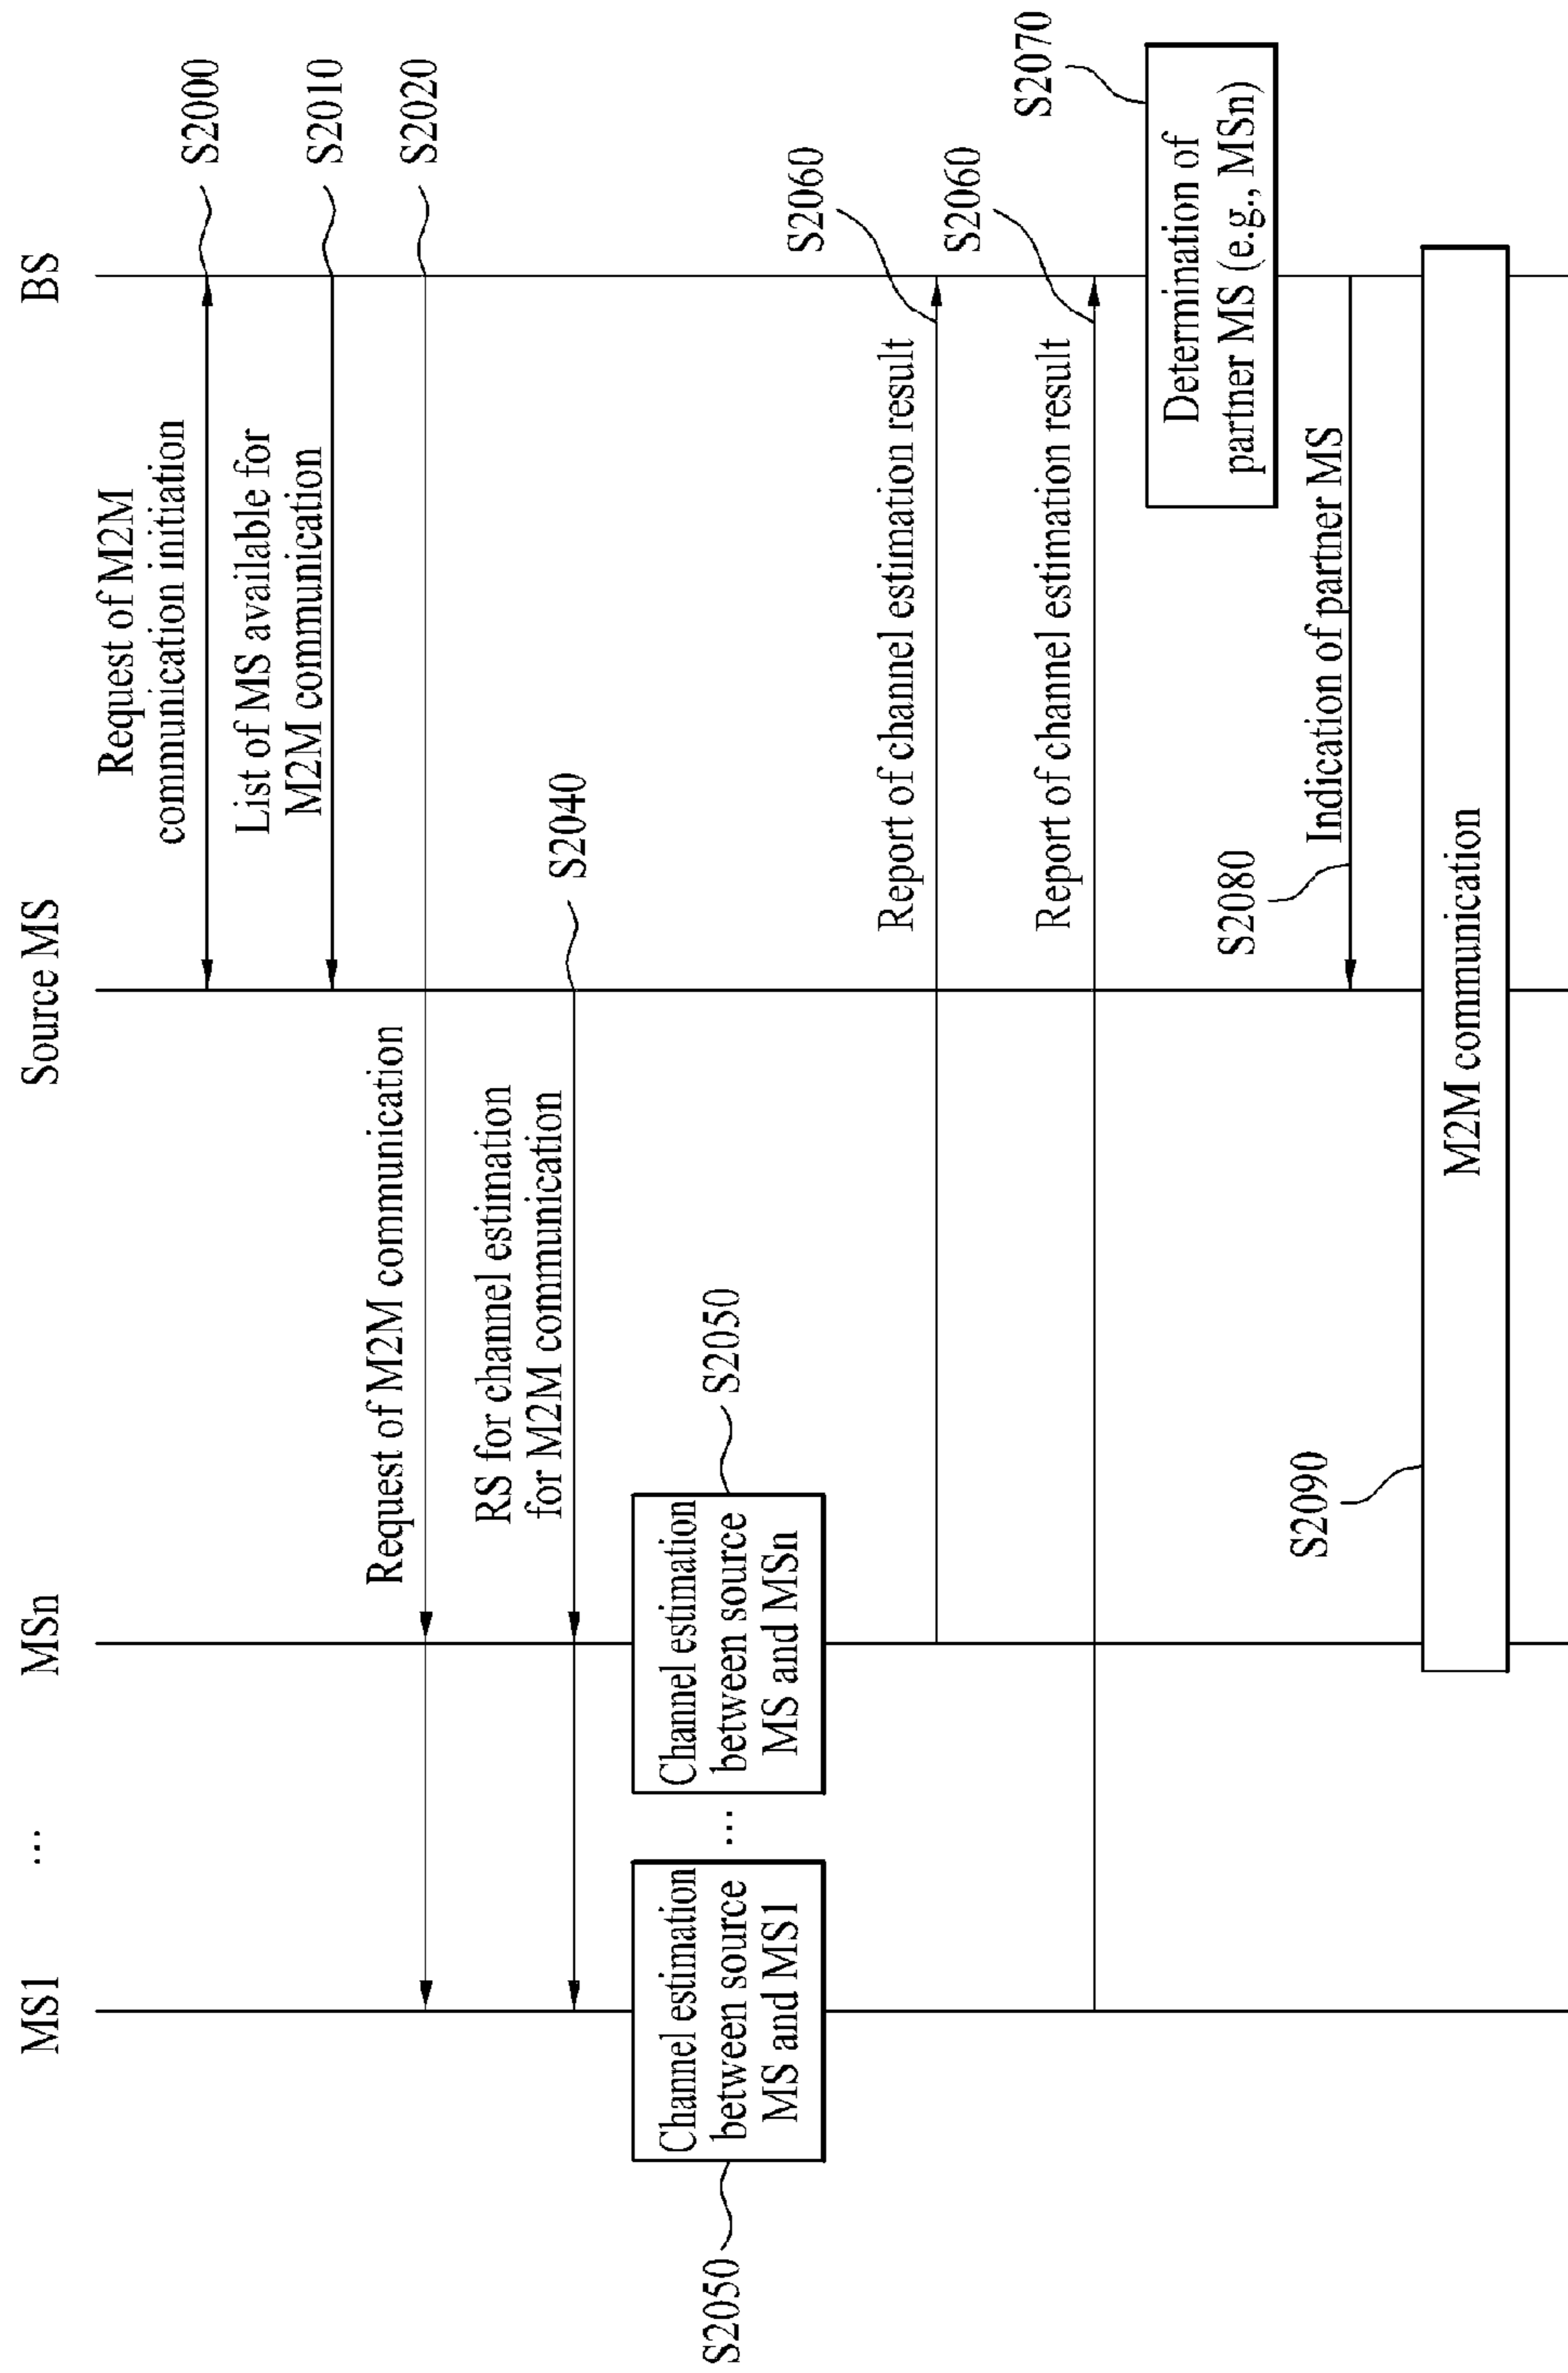 MS1
...
MSn
Source MS
BS
Request of M2M
communication initiation
S2000
List of MS available for
M2M communication
S2010
Request of M2M communication
S2020
RS for channel estimation
for M2M communication
S2040
S2050
Channel estimation
between source
MS and MS1
...
Channel estimation
between source
MS and MSn
S2050
Report of channel estimation result
S2060
Report of channel estimation result
S2060
Determination of
partner MS (e.g., MSn)
S2070
S2080
Indication of partner MS
S2090
M2M communication